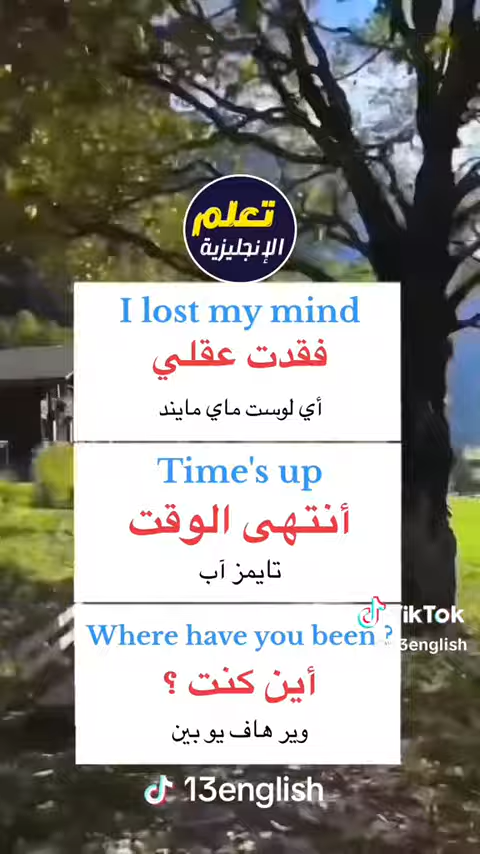 تعلم
الإنجليزية
I lost my mind
فقدت عقلي
أي لوست ماي مايند
Time's up
أنتهى الوقت
تايمز آب
Where have you been ?
أين كنت ؟
وير هاف يو بين
TikTok
13english
13english